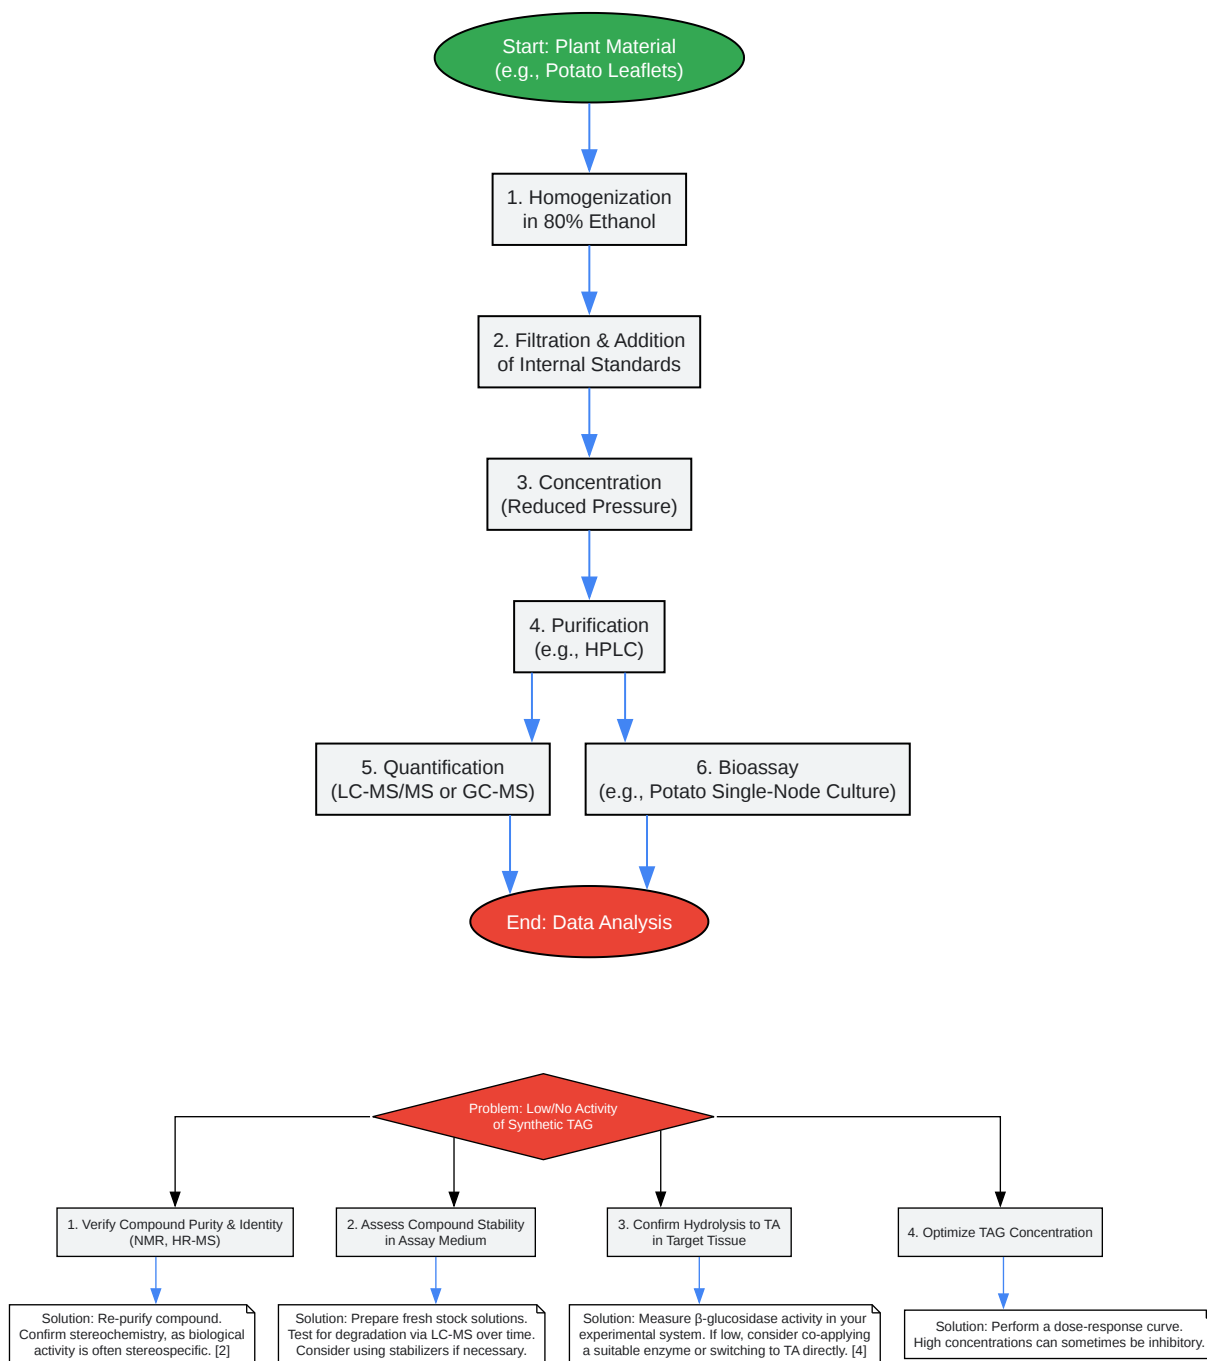 Start: Plant Material
(e.g., Potato Leaflets)
1. Homogenization
in 80% Ethanol
2. Filtration & Addition
of Internal Standards
3. Concentration
(Reduced Pressure)
4. Purification
(e.g., HPLC)
5. Quantification
(LC-MS/MS or GC-MS)
6. Bioassay
(e.g., Potato Single-Node Culture)
End: Data Analysis
Problem: Low/No Activity
of Synthetic TAG
1. Verify Compound Purity & Identity
(NMR, HR-MS)
2. Assess Compound Stability
in Assay Medium
3. Confirm Hydrolysis to TA
in Target Tissue
4. Optimize TAG Concentration
Solution: Re-purify compound.
Confirm stereochemistry, as biological
activity is often stereospecific. [2]
Solution: Prepare fresh stock solutions.
Test for degradation via LC-MS over time.
Consider using stabilizers if necessary.
Solution: Measure β-glucosidase activity in your
experimental system. If low, consider co-applying
a suitable enzyme or switching to TA directly. [4]
Solution: Perform a dose-response curve.
High concentrations can sometimes be inhibitory.